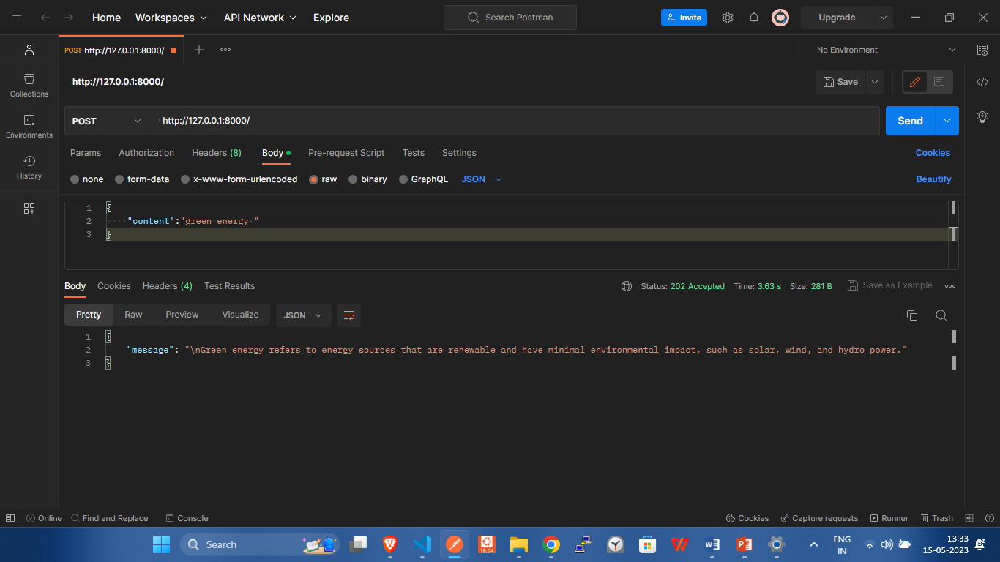 Home Workspaces API Network Explore Search Postman Invite Upgrade
POST http://127.0.0.1:8000/ No Environment
http://127.0.0.1:8000/ Save
Collections
Environments
History
POST http://127.0.0.1:8000/ Send
Params Authorization Headers (8) Body Pre-request Script Tests Settings Cookies
none form-data x-www-form-urlencoded raw binary GraphQL JSON Beautify
1 {
2 "content":"green energy "
3 }
Body Cookies Headers (4) Test Results Status: 202 Accepted Time: 3.63 s Size: 281 B Save as Example
Pretty Raw Preview Visualize JSON
1 {
2 "message": "\nGreen energy refers to energy sources that are renewable and have minimal environmental impact, such as solar, wind, and hydro power."
3 }
Online Find and Replace Console Cookies Capture requests Runner Trash
Search 18.04 ENG IN 13:33 15-05-2023